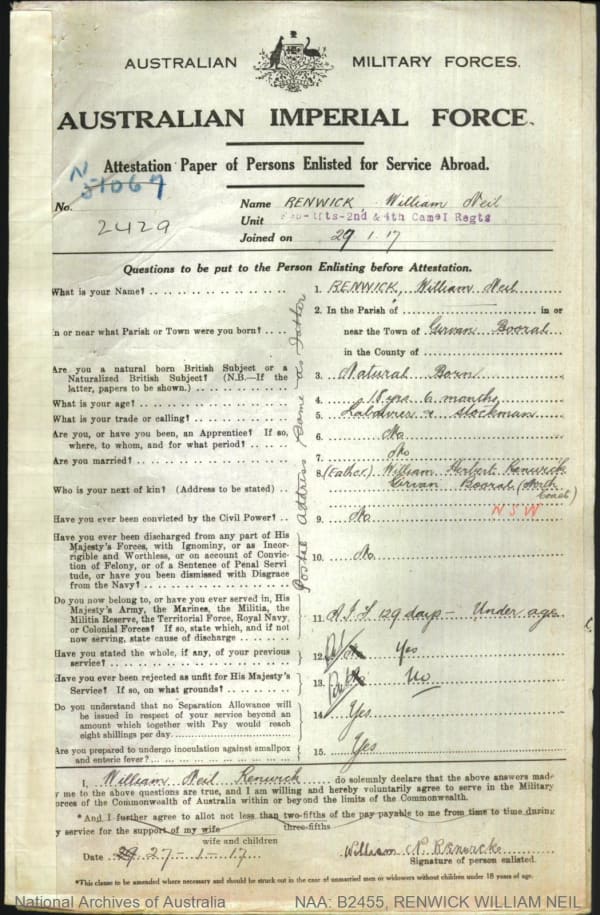 AUSTRALIAN MILITARY FORCES.
AUSTRALIAN IMPERIAL FORCE.
Attestation Paper of Persons Enlisted for Service Abroad.
N
51067
No. 2429
Name RENWICK William Neil
Unit -2nd & 4th Camel Regts
Joined on 29 1. 17
Questions to be put to the Person Enlisting before Attestation.
What is your Name? 1. RENWICK, William Neil
In or near what Parish or Town were you born? 2. In the Parish of in or
near the Town of Girvan Booral
in the County of
Are you a natural born British Subject or a
Naturalized British Subject? (N.B.—If the 3. Natural Born
latter, papers to be shown.)
What is your age? 4. 18 yrs 6 months
What is your trade or calling? 5. Labourer & Stockman
Are you, or have you been, an Apprentice? If so, 6. No
where, to whom, and for what period?
Are you married? 7. No
Who is your next of kin? (Address to be stated) 8. (Father) William Herbert Renwick
Girvan Booral (North
Coast)
NSW
Postal Address Same as father
Have you ever been convicted by the Civil Power? 9. No
Have you ever been discharged from any part of His
Majesty's Forces, with Ignominy, or as Incor-
rigible and Worthless, or on account of Convic-
tion of Felony, or of a Sentence of Penal Servi- 10. No
tude, or have you been Dismissed with Disgrace
from the Navy?
Do you now belong to, or have you ever served in, His
Majesty's Army, the Marines, the Militia, the
Militia Reserve, the Territorial Force, Royal Navy, 11. A.I.F 129 days - Under age
or Colonial Forces? If so, state which, and if not
now serving, state cause of discharge
Have you stated the whole, if any, of your previous 12. Yes
service?
Have you ever been rejected as unfit for His Majesty's 13. No
Service? If so, on what grounds?
Do you understand that no Separation Allowance will
be issued in respect of your service beyond an 14. Yes
amount which together with Pay would reach
eight shillings per day.
Are you prepared to undergo inoculation against smallpox 15. Yes
and enteric fever?
I, William Neil Renwick do solemnly declare that the above answers made
by me to the above questions are true, and I am willing and hereby voluntarily agree to serve in the Military
Forces of the Commonwealth of Australia within or beyond the limits of the Commonwealth.
*And I further agree to allot not less than two-fifths of the pay payable to me from time to time during
three-fifths
my service for the support of my wife
wife and children
Date 29 27-1-17 William N Renwick
Signature of person enlisted.
*This clause to be amended where necessary and should be struck out in the case of unmarried men or widowers without children under 18 years of age.
National Archives of Australia NAA: B2455, RENWICK WILLIAM NEIL